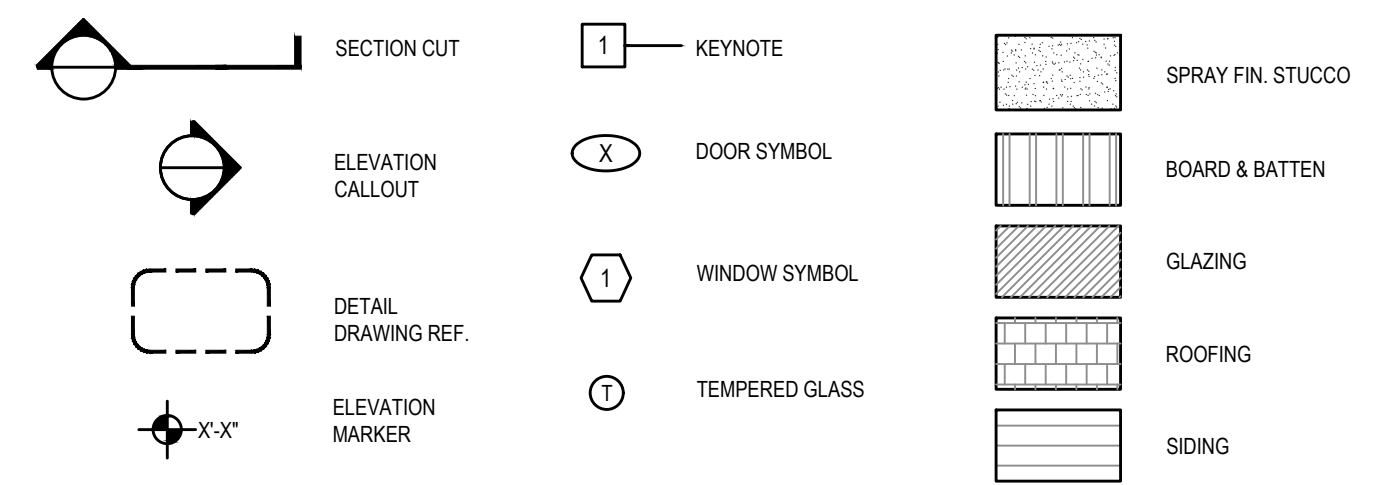 SECTION CUT
ELEVATION
CALLOUT
DETAIL
DRAWING REF.
X'-X"
ELEVATION
MARKER
1
KEYNOTE
X
DOOR SYMBOL
1
WINDOW SYMBOL
T
TEMPERED GLASS
SPRAY FIN. STUCCO
BOARD & BATTEN
GLAZING
ROOFING
SIDING